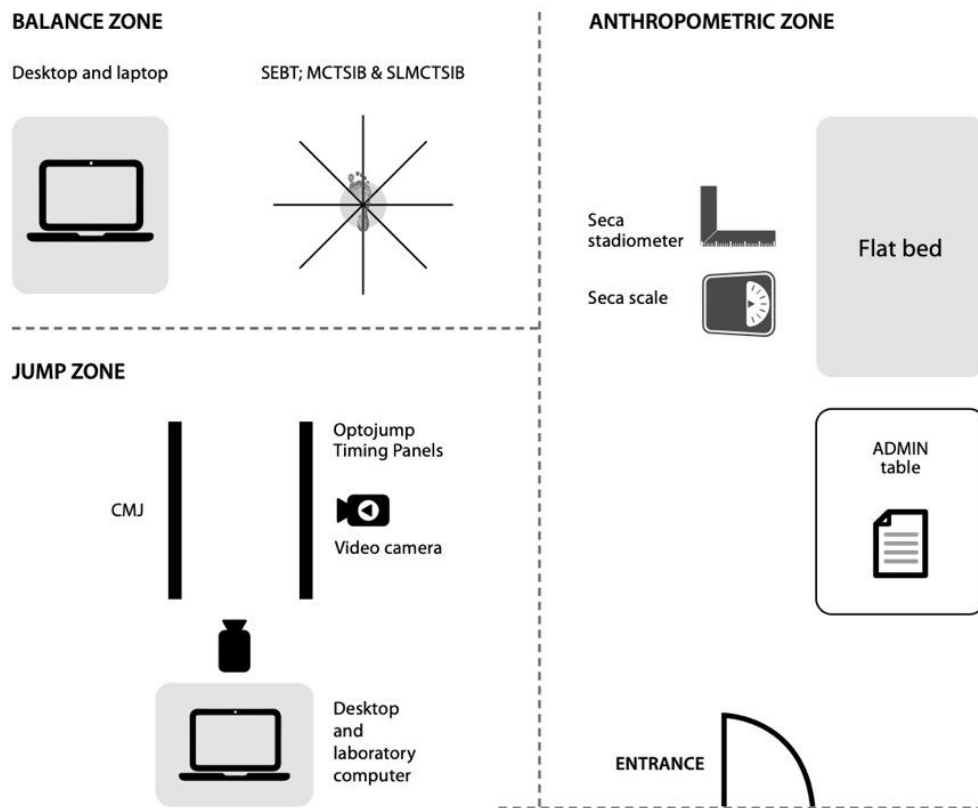 BALANCE ZONE
Desktop and laptop
SEBT; MCTSIB & SLMCTSIB
JUMP ZONE
CMJ
Optojump
Timing Panels
Video camera
Desktop
and
laboratory
computer
ANTHROPOMETRIC ZONE
Seca
stadiometer
Seca scale
Flat bed
ADMIN
table
ENTRANCE